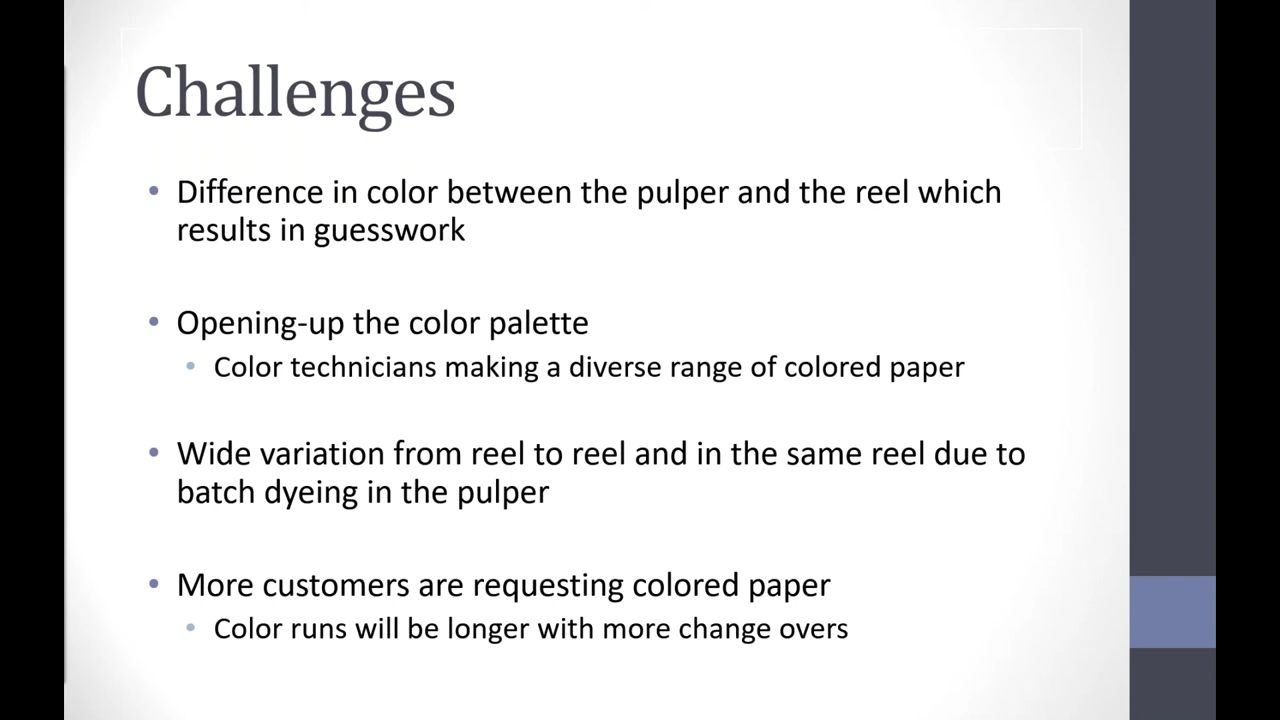 Challenges
• Difference in color between the pulper and the reel which
results in guesswork
• Opening-up the color palette
• Color technicians making a diverse range of colored paper
• Wide variation from reel to reel and in the same reel due to
batch dyeing in the pulper
• More customers are requesting colored paper
• Color runs will be longer with more change overs